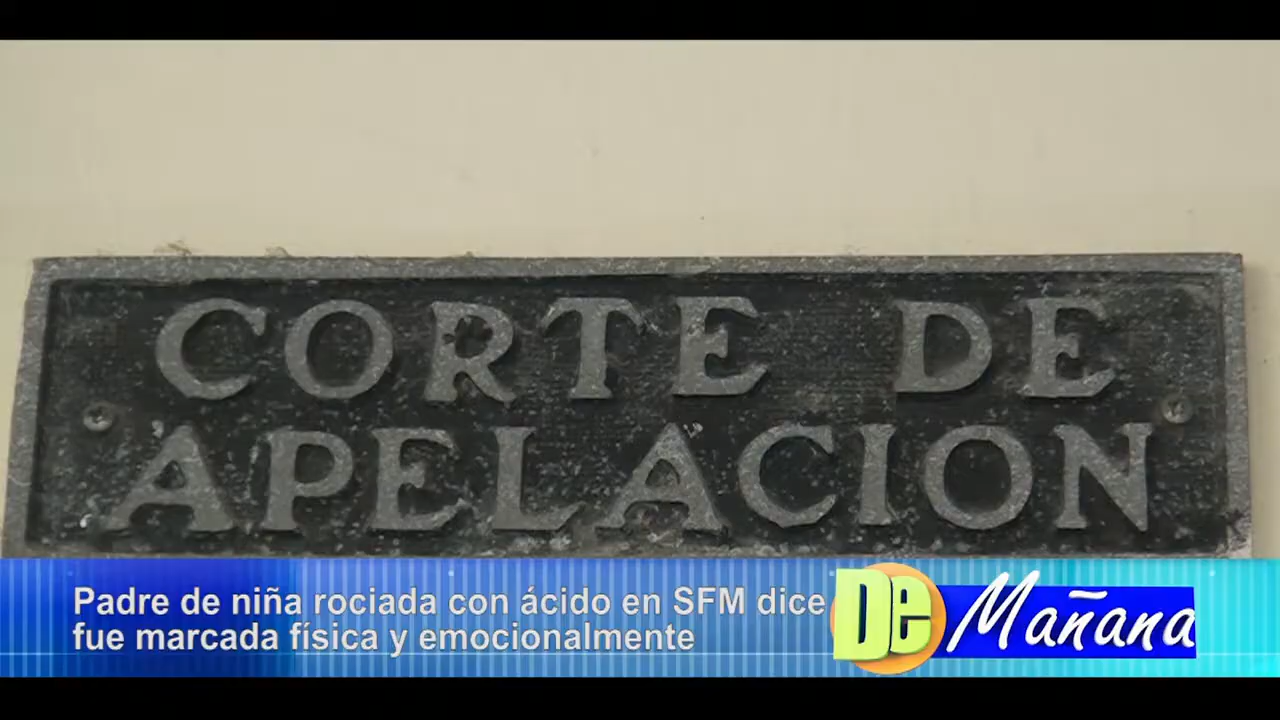 CORTE DE
APELACION
Padre de niña rociada con ácido en SFM dice
fue marcada física y emocionalmente
De Mañana